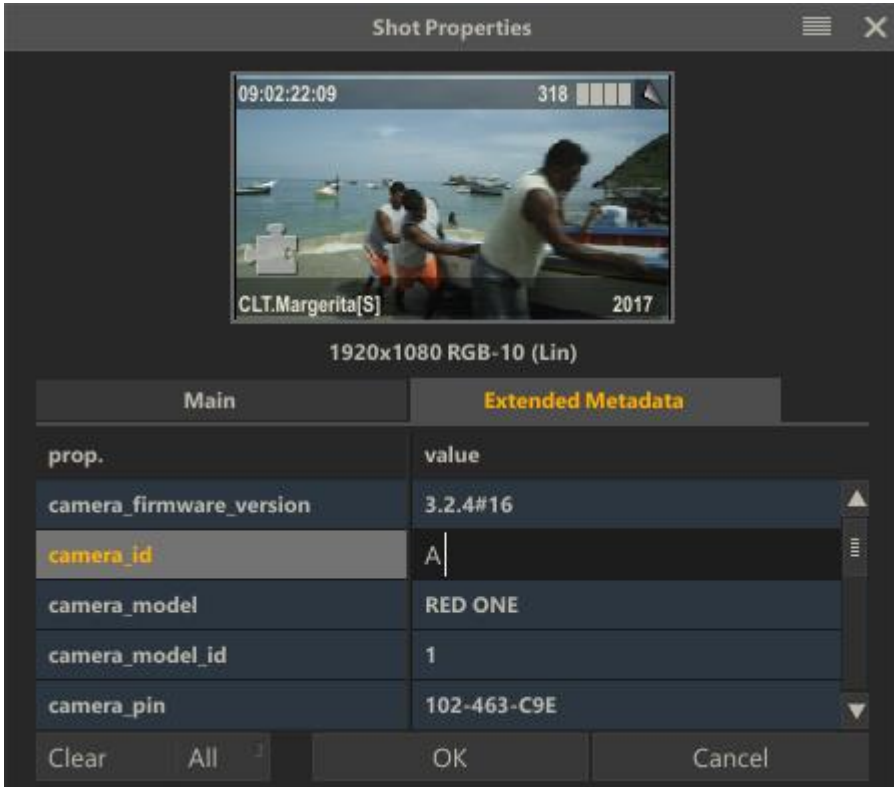 Shot Properties
09:02:22:09 318
CLT.Margerita[S] 2017
1920x1080 RGB-10 (Lin)
Main Extended Metadata
prop. value
camera_firmware_version 3.2.4#16
camera_id A
camera_model RED ONE
camera_model_id 1
camera_pin 102-463-C9E
Clear All OK Cancel